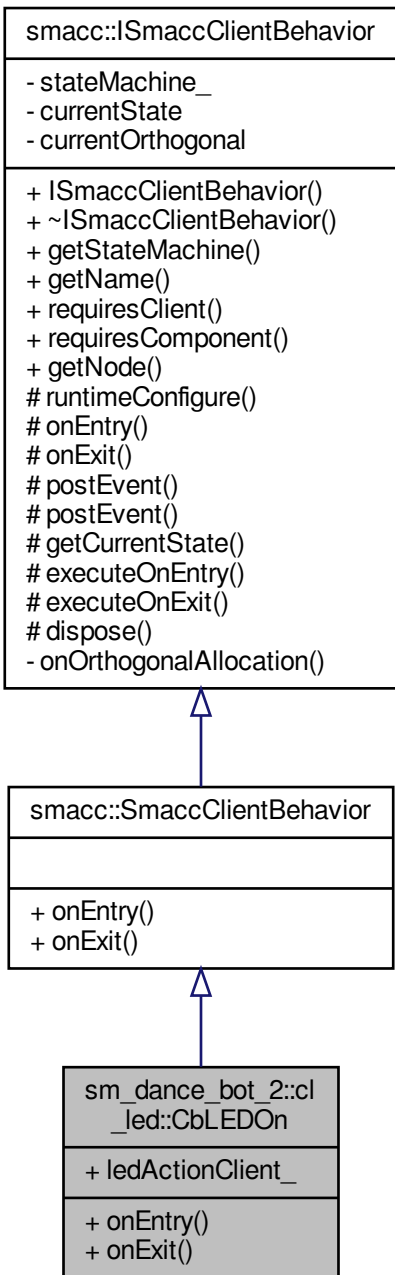 smacc::ISmaccClientBehavior
- stateMachine_
- currentState
- currentOrthogonal
+ ISmaccClientBehavior()
+ ~ISmaccClientBehavior()
+ getStateMachine()
+ getName()
+ requiresClient()
+ requiresComponent()
+ getNode()
# runtimeConfigure()
# onEntry()
# onExit()
# postEvent()
# postEvent()
# getCurrentState()
# executeOnEntry()
# executeOnExit()
# dispose()
- onOrthogonalAllocation()
smacc::SmaccClientBehavior
+ onEntry()
+ onExit()
sm_dance_bot_2::cl
_led::CbLEDOn
+ ledActionClient_
+ onEntry()
+ onExit()